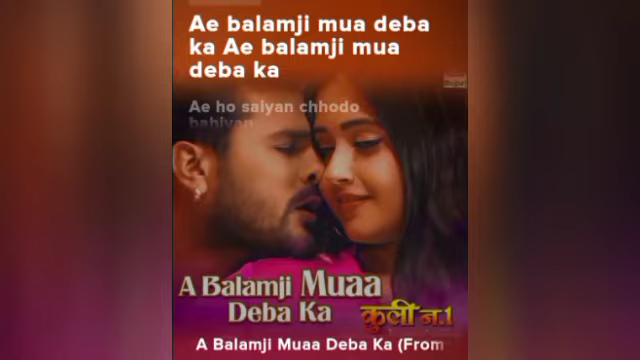 Ae balamji mua deba
ka Ae balamji mua
deba ka
Ae ho saiyan chhodo
bahiyan
A Balamji Muaa
Deba Ka
कुली नं.1
A Balamji Muaa Deba Ka (From